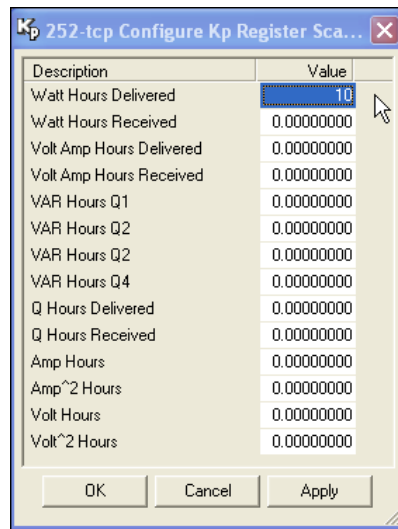 Kp 252-tcp Configure Kp Register Sca...
Description Value
Watt Hours Delivered 10
Watt Hours Received 0.00000000
Volt Amp Hours Delivered 0.00000000
Volt Amp Hours Received 0.00000000
VAR Hours Q1 0.00000000
VAR Hours Q2 0.00000000
VAR Hours Q2 0.00000000
VAR Hours Q4 0.00000000
Q Hours Delivered 0.00000000
Q Hours Received 0.00000000
Amp Hours 0.00000000
Amp^2 Hours 0.00000000
Volt Hours 0.00000000
Volt^2 Hours 0.00000000
OK Cancel Apply